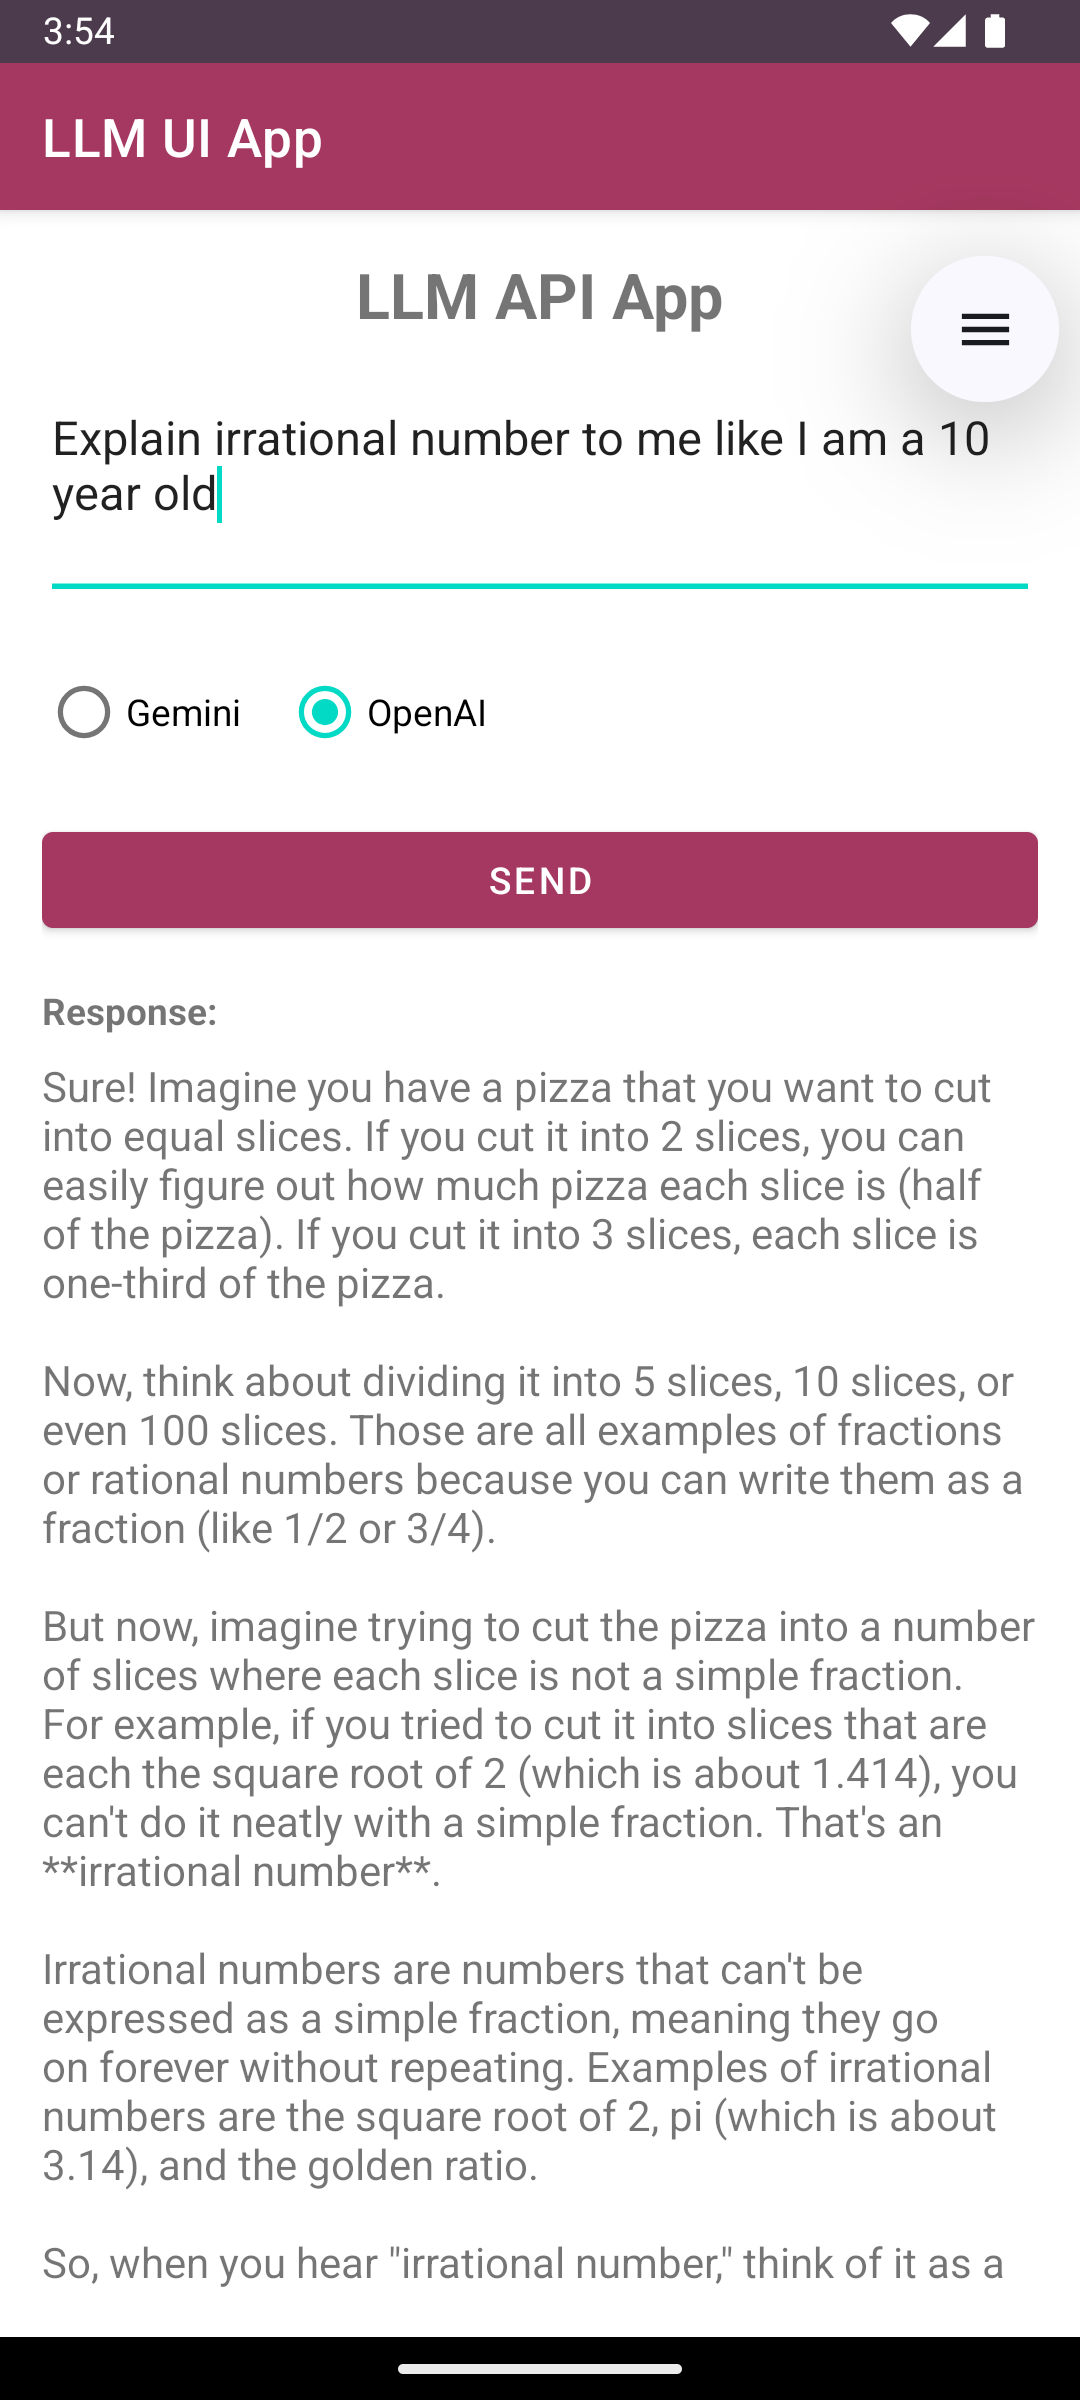 3:54
LLM UI App
LLM API App
Explain irrational number to me like I am a 10
year old
Gemini
OpenAI
SEND
Response:
Sure! Imagine you have a pizza that you want to cut
into equal slices. If you cut it into 2 slices, you can
easily figure out how much pizza each slice is (half
of the pizza). If you cut it into 3 slices, each slice is
one-third of the pizza.
Now, think about dividing it into 5 slices, 10 slices, or
even 100 slices. Those are all examples of fractions
or rational numbers because you can write them as a
fraction (like 1/2 or 3/4).
But now, imagine trying to cut the pizza into a number
of slices where each slice is not a simple fraction.
For example, if you tried to cut it into slices that are
each the square root of 2 (which is about 1.414), you
can't do it neatly with a simple fraction. That's an
**irrational number**.
Irrational numbers are numbers that can't be
expressed as a simple fraction, meaning they go
on forever without repeating. Examples of irrational
numbers are the square root of 2, pi (which is about
3.14), and the golden ratio.
So, when you hear "irrational number," think of it as a